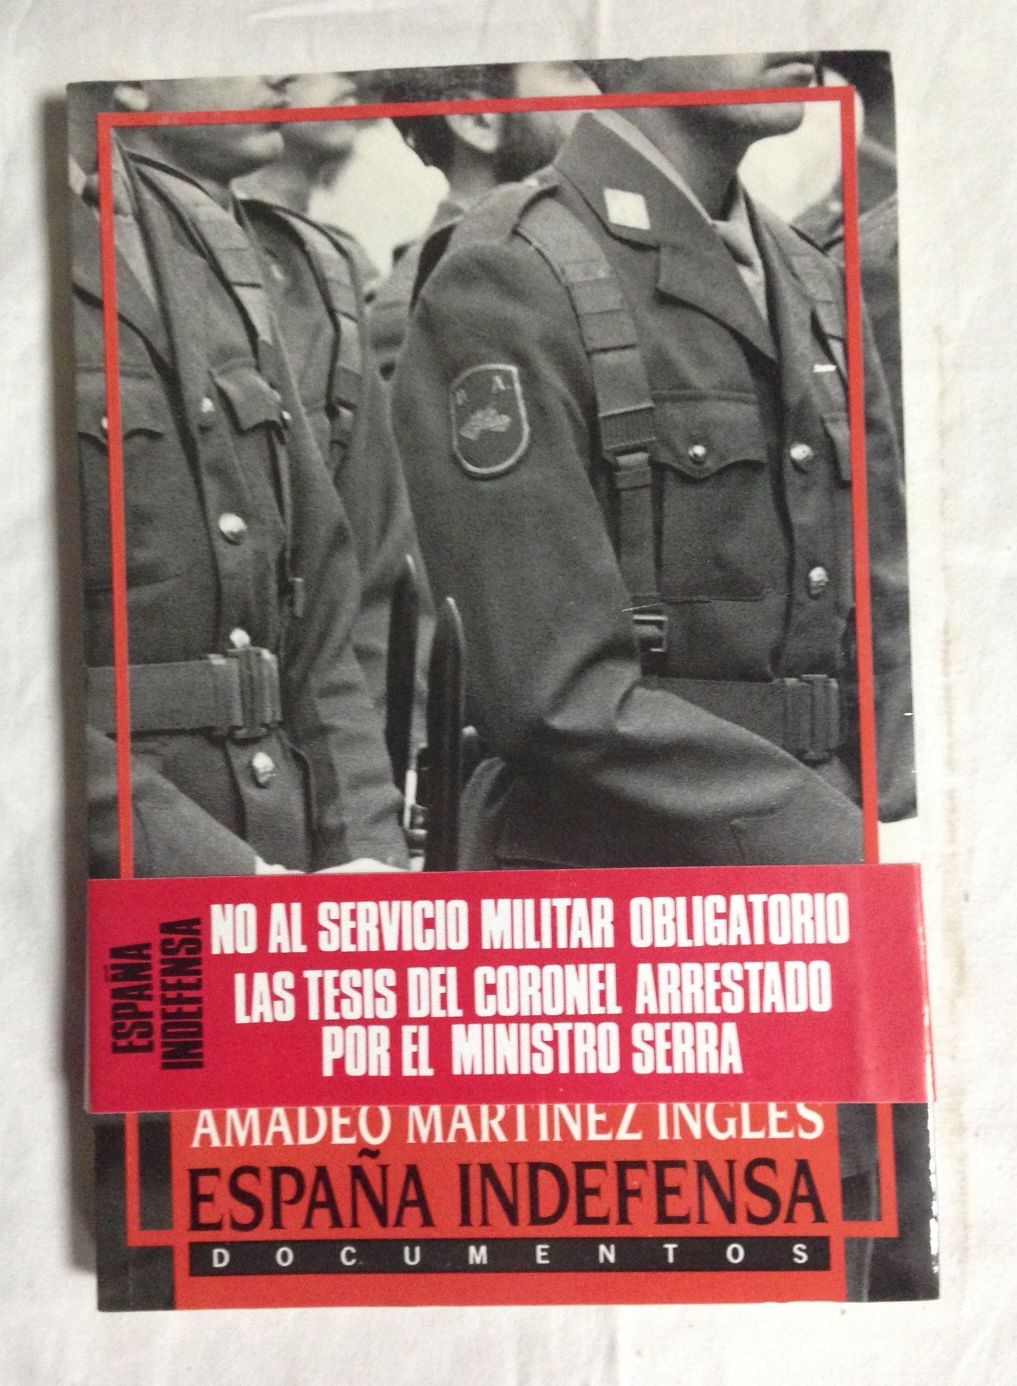 A.
ESPAÑA
INDEFENSA
NO AL SERVICIO MILITAR OBLIGATORIO
LAS TESIS DEL CORONEL ARRESTADO
POR EL MINISTRO SERRA
AMADEO MARTINEZ INGLES
ESPAÑA INDEFENSA
DOCUMENTOS